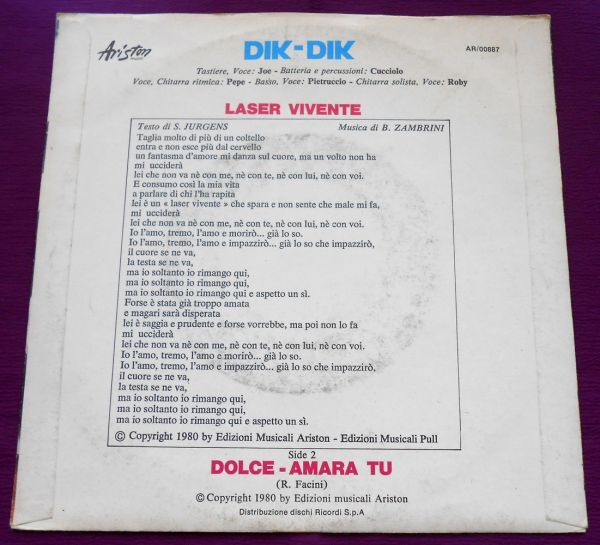 Ariston
DIK-DIK
AR/00887
Tastiere, Voce: Joe - Batteria e percussioni: Cucciolo
Voce, Chitarra ritmica: Pepe - Basso, Voce: Pietruccio - Chitarra solista, Voce: Roby
LASER VIVENTE
Testo di S. JURGENS Musica di B. ZAMBRINI
Taglia molto di più di un coltello
entra e non esce più dal cervello
un fantasma d'amore mi danza sul cuore, ma un volto non ha
mi ucciderà
lei che non va nè con me, nè con te, nè con lui, nè con voi.
E consumo così la mia vita
a parlare di chi l'ha rapita
lei è un « laser vivente » che spara e non sente che male mi fa,
mi ucciderà
lei che non va nè con me, nè con te, nè con lui, nè con voi.
Io l'amo, tremo, l'amo e morirò... già lo so.
Io l'amo, tremo, l'amo e impazzirò... già lo so che impazzirò,
il cuore se ne va,
la testa se ne va,
ma io soltanto io rimango qui,
ma io soltanto io rimango qui,
ma io soltanto io rimango qui e aspetto un sì.
Forse è stata già troppo amata
e magari sarà disperata
lei è saggia e prudente e forse vorrebbe, ma poi non lo fa
mi ucciderà
lei che non va nè con me, nè con te, nè con lui, nè con voi.
Io l'amo, tremo, l'amo e morirò... già lo so.
Io l'amo, tremo, l'amo e impazzirò... già lo so che impazzirò,
il cuore se ne va,
la testa se ne va,
ma io soltanto io rimango qui,
ma io soltanto io rimango qui,
ma io soltanto io rimango qui e aspetto un sì.
© Copyright 1980 by Edizioni Musicali Ariston - Edizioni Musicali Pull
Side 2
DOLCE - AMARA TU
(R. Facini)
© Copyright 1980 by Edizioni musicali Ariston
Distribuzione dischi Ricordi S.p.A